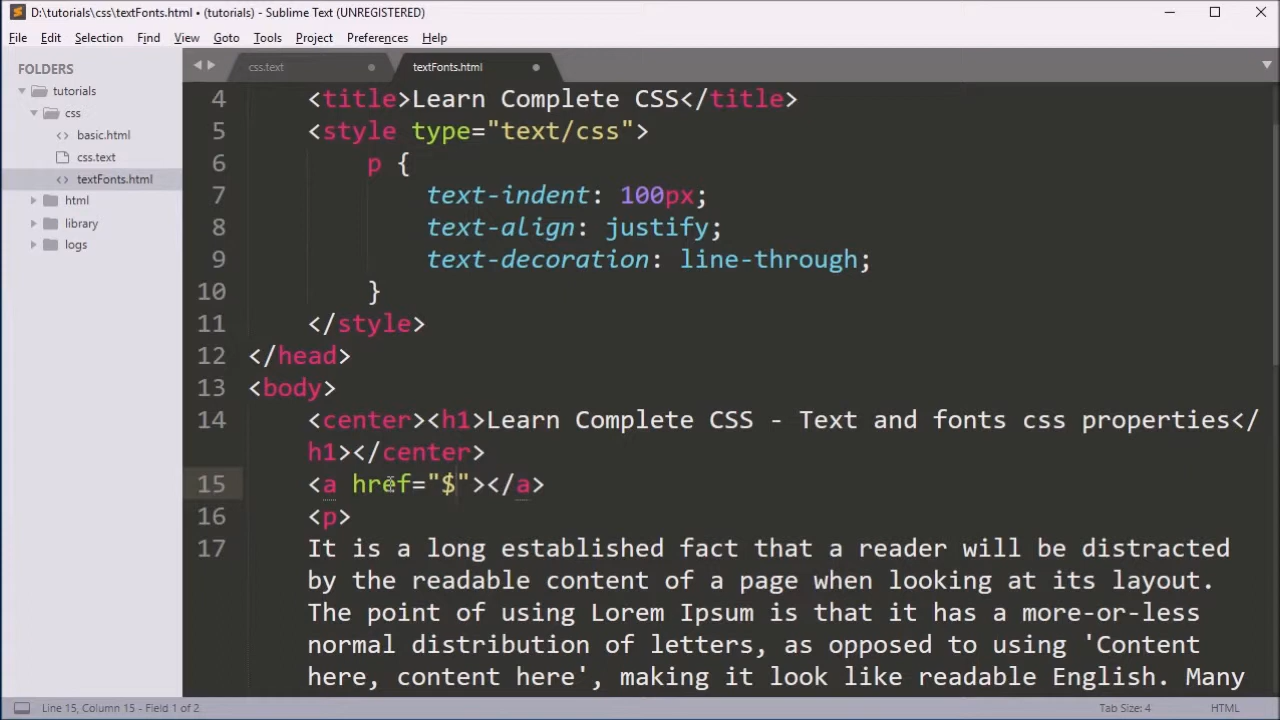 D:\tutorials\css\textFonts.html • (tutorials) - Sublime Text (UNREGISTERED)
File Edit Selection Find View Goto Tools Project Preferences Help
FOLDERS
tutorials
css
basic.html
css.text
textFonts.html
html
library
logs
css.text textFonts.html
4 <title>Learn Complete CSS</title>
5 <style type="text/css">
6 p {
7 text-indent: 100px;
8 text-align: justify;
9 text-decoration: line-through;
10 }
11 </style>
12 </head>
13 <body>
14 <center><h1>Learn Complete CSS - Text and fonts css properties</
h1></center>
15 <a href="$"></a>
16 <p>
17 It is a long established fact that a reader will be distracted
by the readable content of a page when looking at its layout.
The point of using Lorem Ipsum is that it has a more-or-less
normal distribution of letters, as opposed to using 'Content
here, content here', making it look like readable English. Many
Line 15, Column 15 - Field 1 of 2 Tab Size: 4 HTML